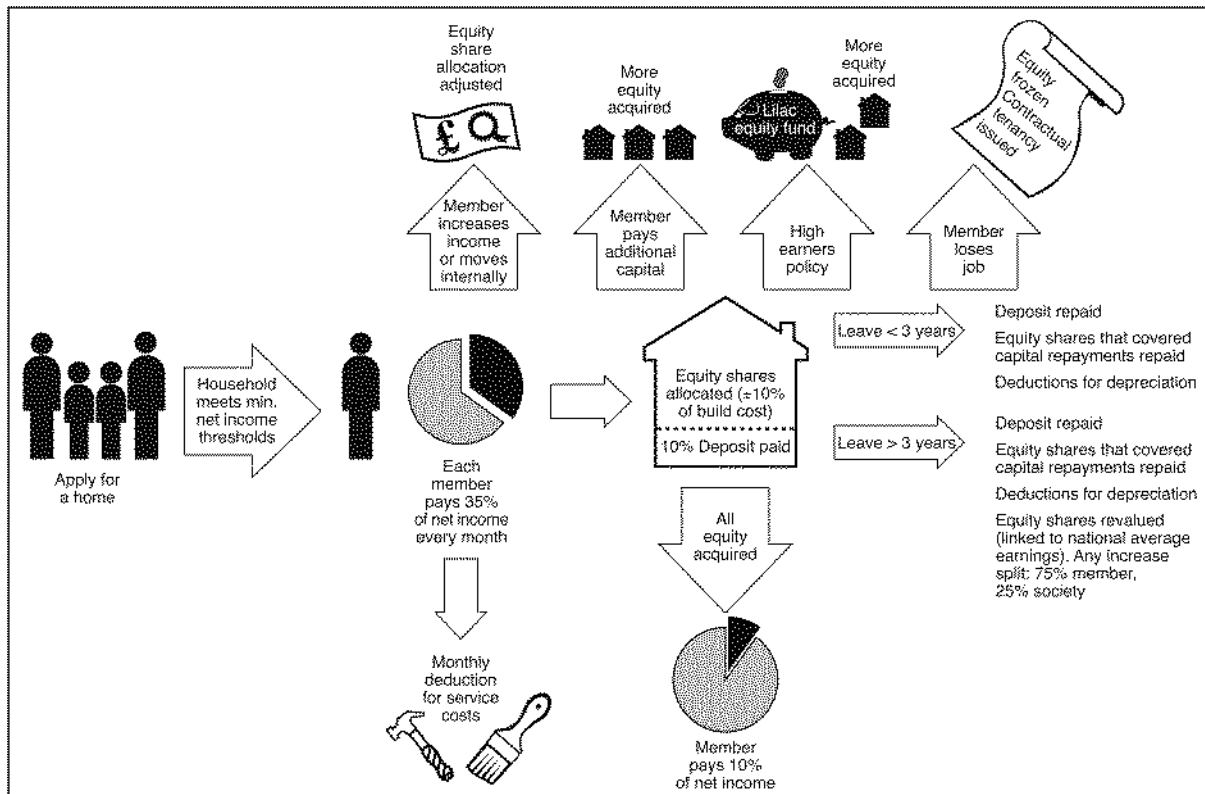 Equity
share
allocation
adjusted
More
equity
acquired
Lilac
equity fund
More
equity
acquired
Equity
frozen
Contractual
tenancy
issued
Member
increases
income
or moves
internally
Member
pays
additional
capital
High
earners
policy
Member
loses
job
Apply for
a home
Household
meets min.
net income
thresholds
Each
member
pays 35%
of net income
every month
Equity shares
allocated (±10%
of build cost)
10% Deposit paid
Leave < 3 years
Deposit repaid
Equity shares that covered
capital repayments repaid
Deductions for depreciation
Leave > 3 years
Deposit repaid
Equity shares that covered
capital repayments repaid
Deductions for depreciation
Equity shares revalued
(linked to national average
earnings). Any increase
split: 75% member,
25% society
Monthly
deduction
for service
costs
All
equity
acquired
Member
pays 10%
of net income